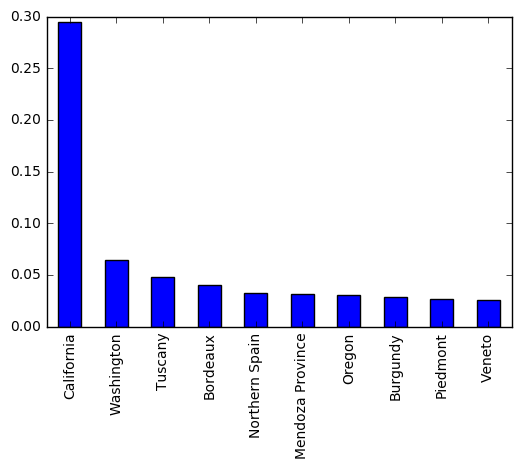 0.30
0.25
0.20
0.15
0.10
0.05
0.00
California
Washington
Tuscany
Bordeaux
Northern Spain
Mendoza Province
Oregon
Burgundy
Piedmont
Veneto